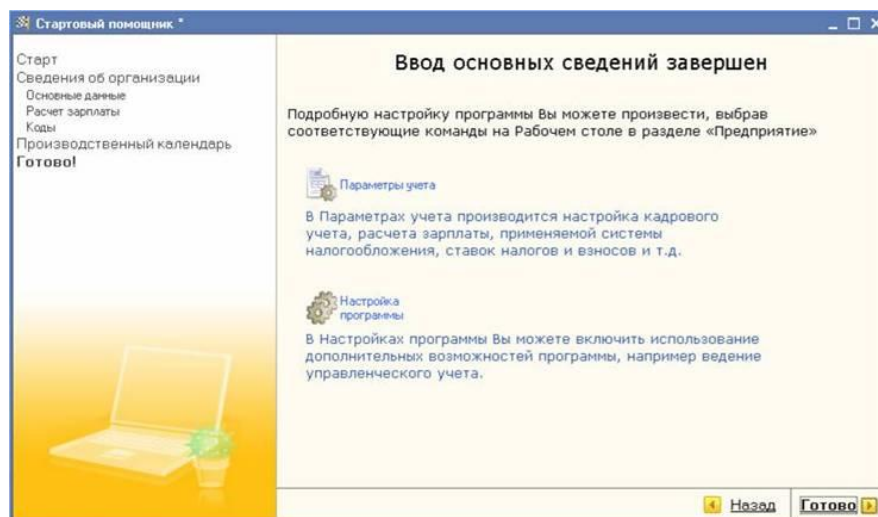 Стартовый помощник *
Старт
Сведения об организации
Основные данные
Расчет зарплаты
Коды
Производственный календарь
Готово!
Ввод основных сведений завершен
Подробную настройку программы Вы можете произвести, выбрав
соответствующие команды на Рабочем столе в разделе «Предприятие»
Параметры учета
В Параметрах учета производится настройка кадрового
учета, расчета зарплаты, применяемой системы
налогообложения, ставок налогов и взносов и т.д.
Настройка
программы
В Настройках программы Вы можете включить использование
дополнительных возможностей программы, например ведение
управленческого учета.
Назад
Готово